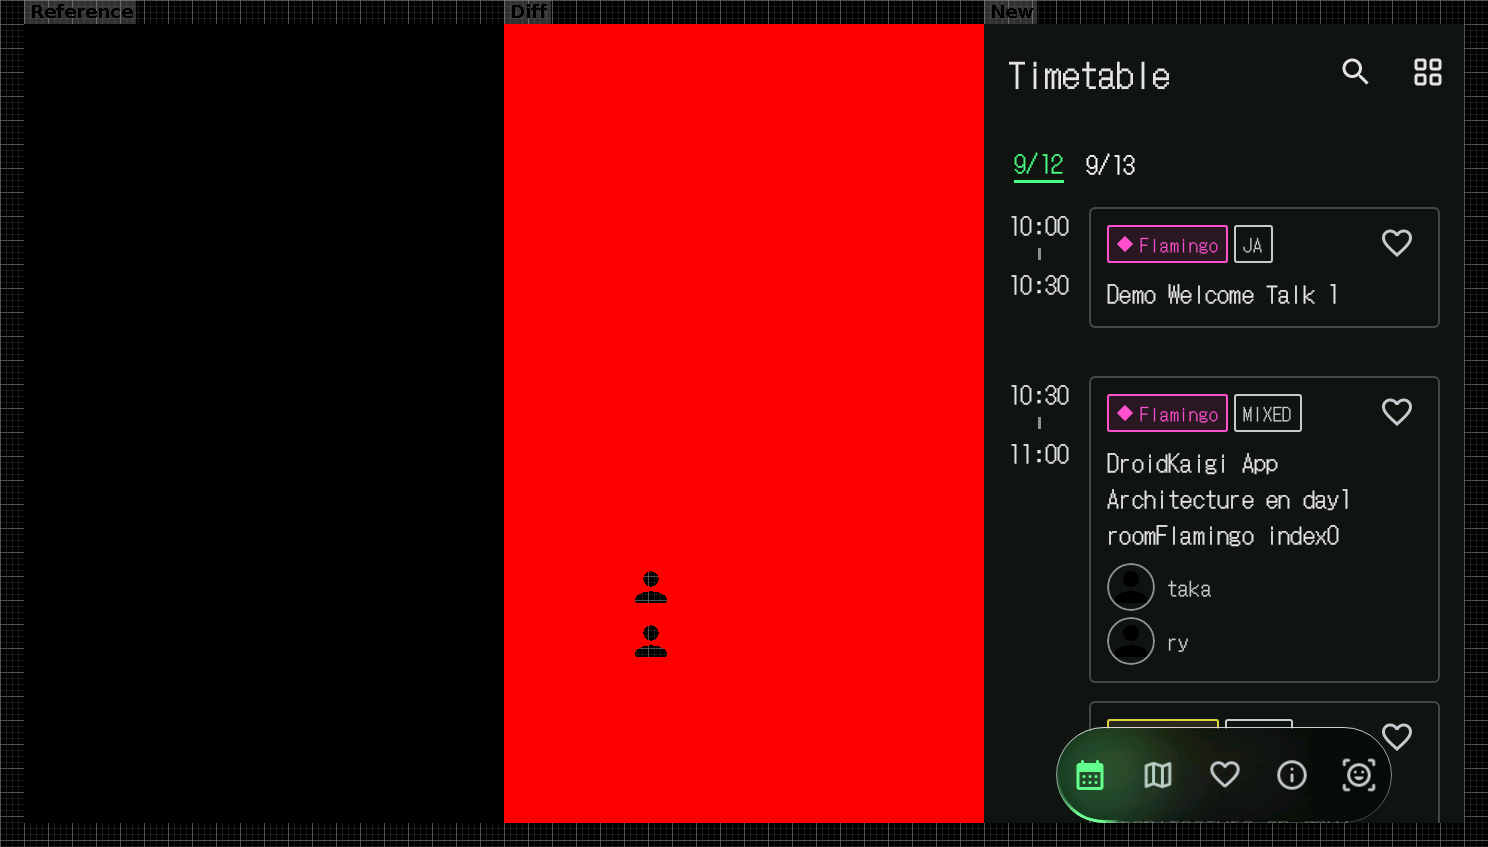 Reference
Diff
New
Timetable
9/12 9/13
10:00
10:30
Flamingo JA
Demo Welcome Talk 1
10:30
11:00
Flamingo MIXED
DroidKaigi App
Architecture en day1
roomFlamingo index0
taka
ry